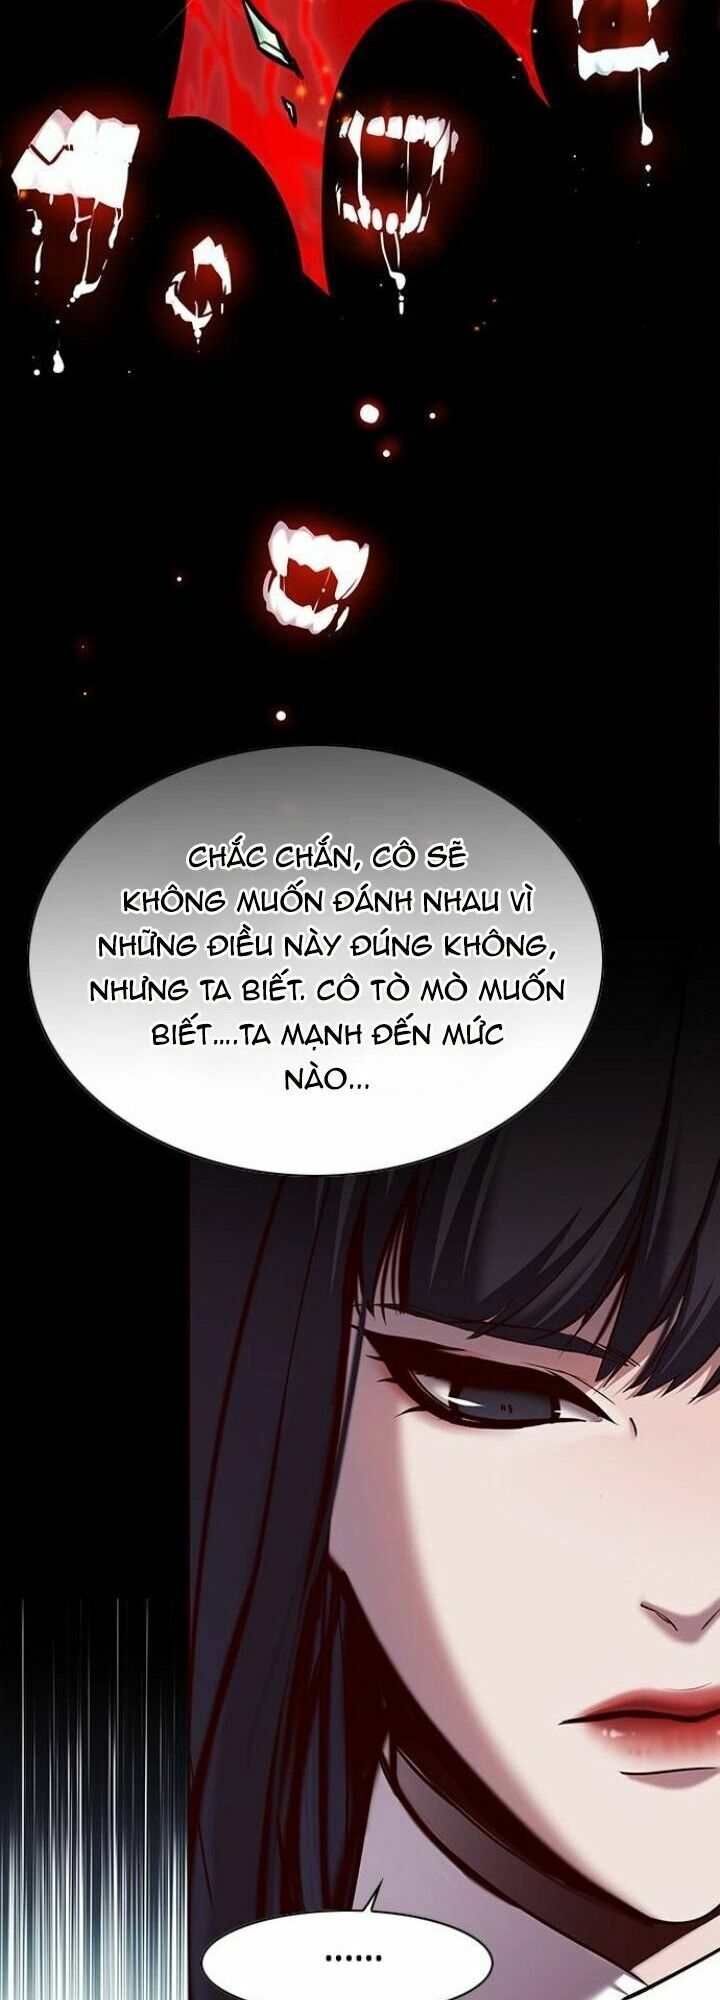 CHẮC CHẮN, CÔ SẼ
KHÔNG MUỐN ĐÁNH NHAU VÌ
NHỮNG ĐIỀU NÀY ĐÚNG KHÔNG,
NHƯNG TA BIẾT. CÔ TÒ MÒ MUỐN
BIẾT....TA MẠNH ĐẾN MỨC
NÀO...
......